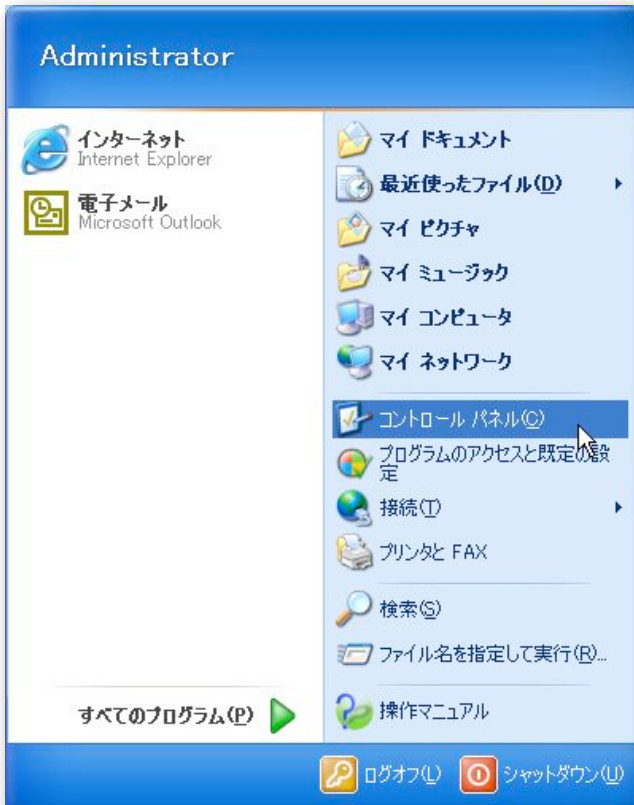 Administrator
インターネット
Internet Explorer
電子メール
Microsoft Outlook
すべてのプログラム(P)
マイ ドキュメント
最近使ったファイル(D)
マイ ピクチャ
マイ ミュージック
マイ コンピュータ
マイ ネットワーク
コントロール パネル(C)
プログラムのアクセスと既定の設
定
接続(T)
プリンタと FAX
検索(S)
ファイル名を指定して実行(R)...
操作マニュアル
ログオフ(L)
シャットダウン(U)